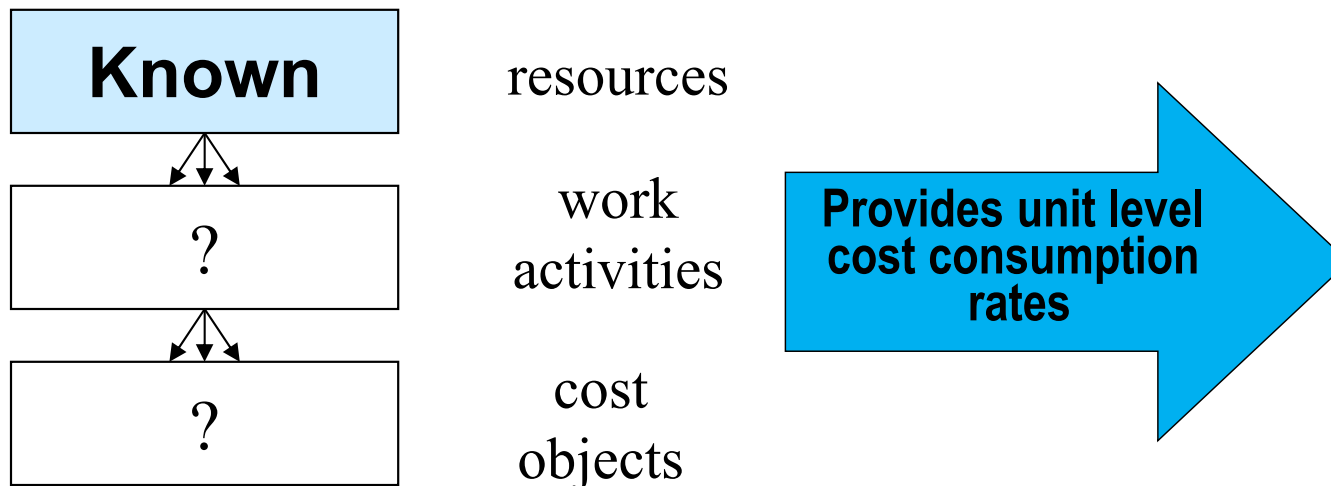 Known
resources
?
work
activities
?
cost
objects
Provides unit level
cost consumption
rates